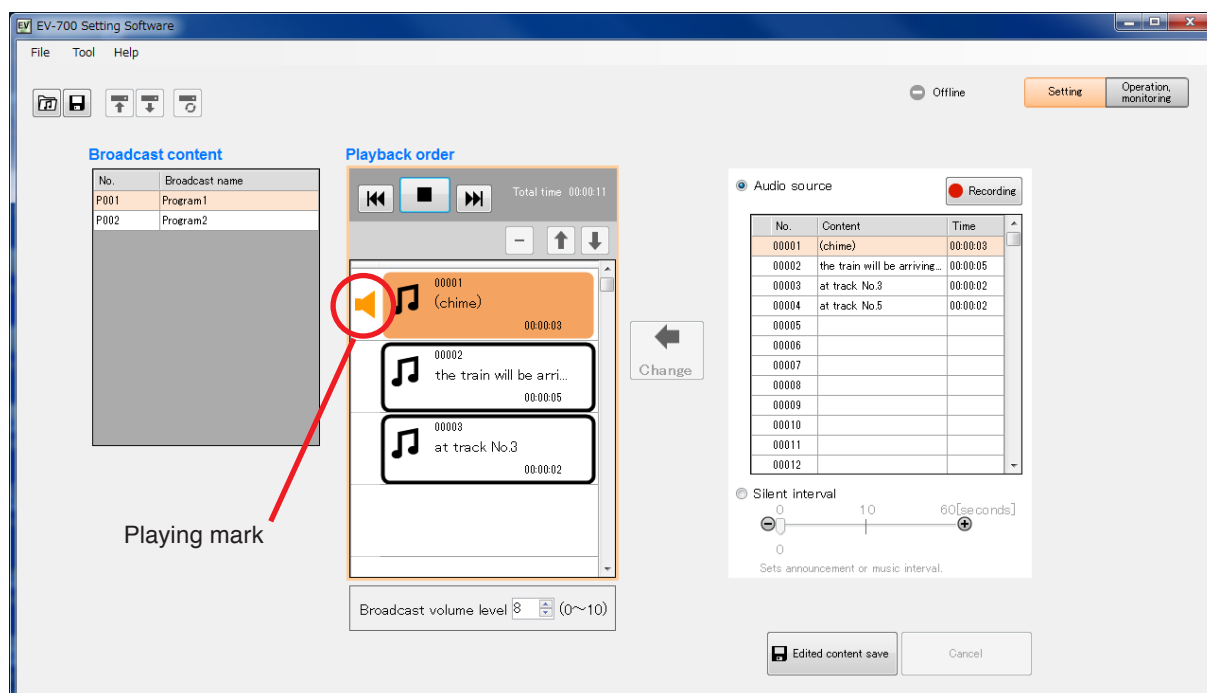 EV EV-700 Setting Software
File Tool Help
Offline
Setting
Operation,
monitoring
Broadcast content
No. Broadcast name
P001 Program1
P002 Program2
Playback order
Total time 00:00:11
00001
(chime)
00:00:03
00002
the train will be arri...
00:00:05
00003
at track No.3
00:00:02
Playing mark
Broadcast volume level 8 (0～10)
Change
Audio source
Recording
No. Content Time
00001 (chime) 00:00:03
00002 the train will be arriving... 00:00:05
00003 at track No.3 00:00:02
00004 at track No.5 00:00:02
00005
00006
00007
00008
00009
00010
00011
00012
Silent interval
0 10 60[seconds]
0
Sets announcement or music interval.
Edited content save
Cancel